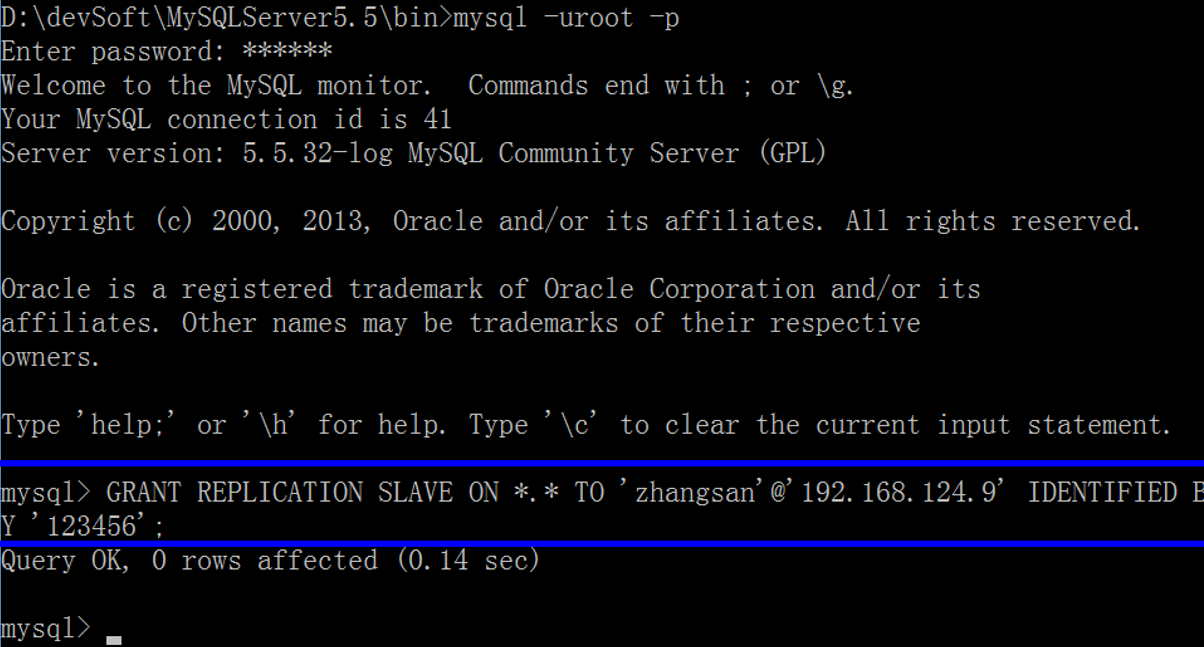 D:\devSoft\MySQLServer5.5\bin>mysql -uroot -p
Enter password: ******
Welcome to the MySQL monitor.  Commands end with ; or \g.
Your MySQL connection id is 41
Server version: 5.5.32-log MySQL Community Server (GPL)
Copyright (c) 2000, 2013, Oracle and/or its affiliates. All rights reserved.
Oracle is a registered trademark of Oracle Corporation and/or its
affiliates. Other names may be trademarks of their respective
owners.
Type 'help;' or '\h' for help. Type '\c' to clear the current input statement.
mysql> GRANT REPLICATION SLAVE ON *.* TO 'zhangsan'@'192.168.124.9' IDENTIFIED B
Y '123456';
Query OK, 0 rows affected (0.14 sec)
mysql> _